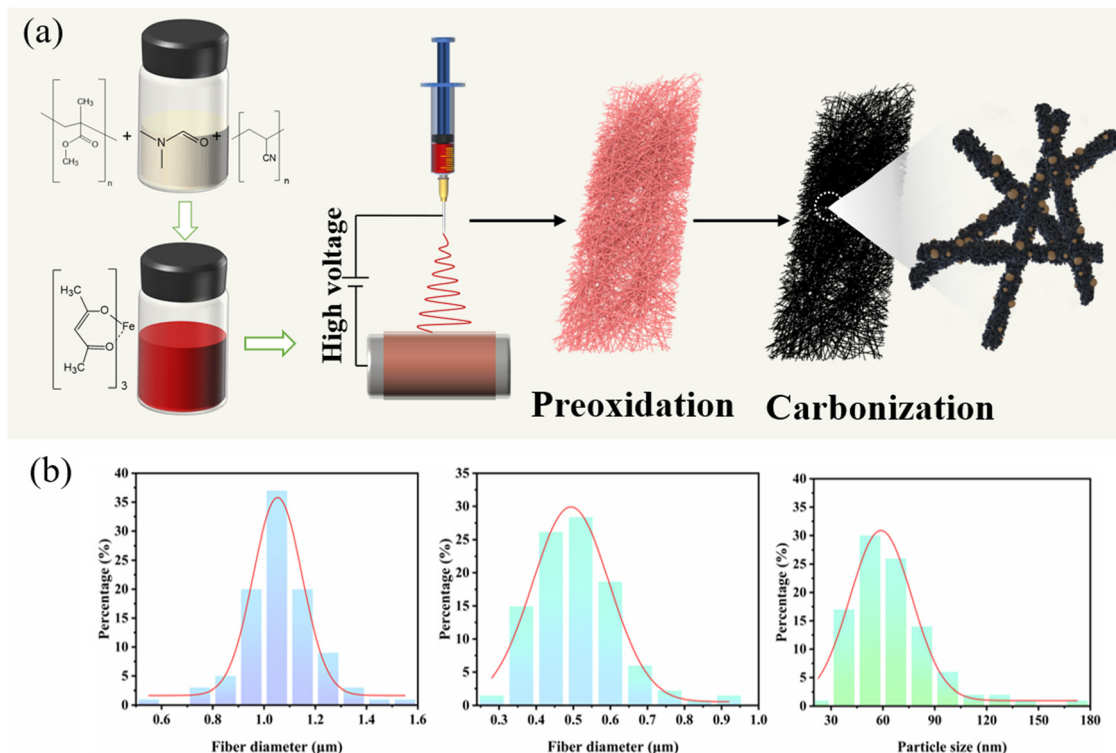 (a)
CH₃
O
O
CH₃
n
+
N
O
+
CN
n
H₃C
O
Fe
O
H₃C
3
High voltage
Preoxidation
Carbonization
(b)
Percentage (%)
40
35
30
25
20
15
10
5
0
0.6
0.8
1.0
1.2
1.4
1.6
Fiber diameter (μm)
Percentage (%)
35
30
25
20
15
10
5
0
0.3
0.4
0.5
0.6
0.7
0.8
0.9
1.0
Fiber diameter (μm)
Percentage (%)
40
35
30
25
20
15
10
5
0
30
60
90
120
150
180
Particle size (nm)